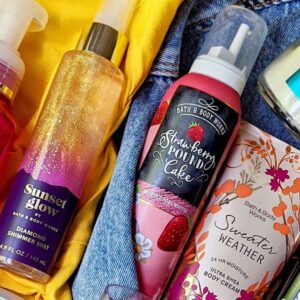 Sunset
glow
BY
BATH & BODY WORKS
DIAMOND
SHIMMER MIST
BATH & BODY WORKS
Strawberry
POUND
Cake
Bath & Body
Works
Sweater
WEATHER
24 HR MOISTURE
ULTRA SHEA
BODY CREAM